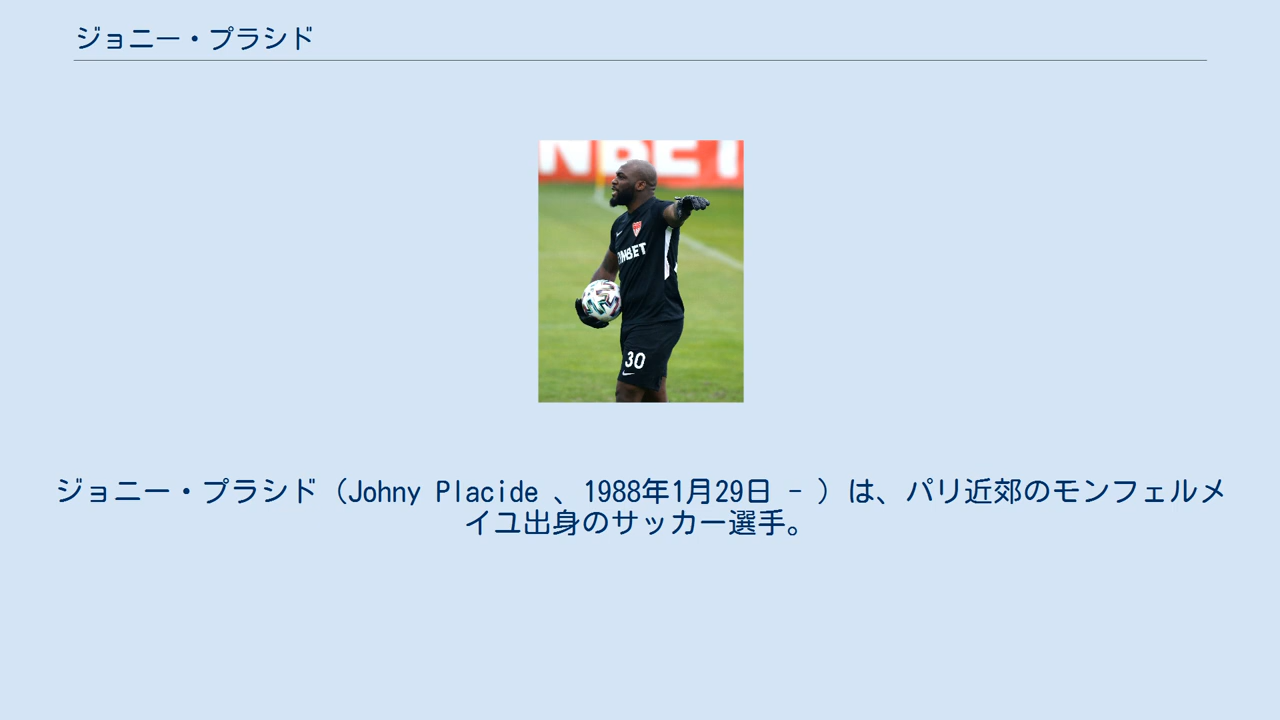 ジョニー・プラシド
NBET
NBET
30
ジョニー・プラシド（Johny Placide 、1988年1月29日 - ）は、パリ近郊のモンフェルメ
イユ出身のサッカー選手。